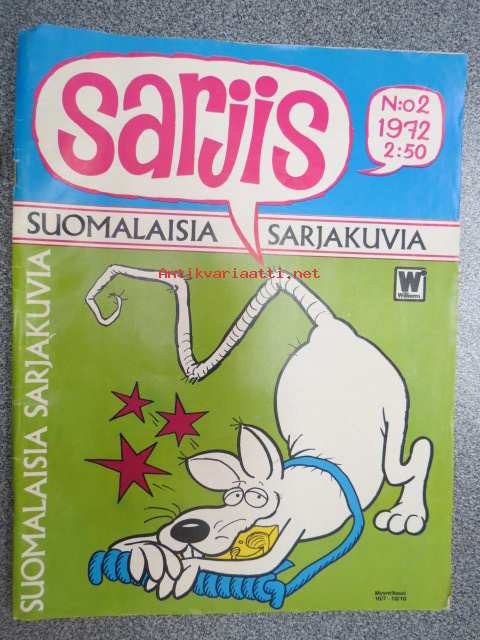 sarjis
N:o 2
1972
2:50
SUOMALAISIA SARJAKUVIA
Antikvariaatti.net
W
Williams
SUOMALAISIA SARJAKUVIA